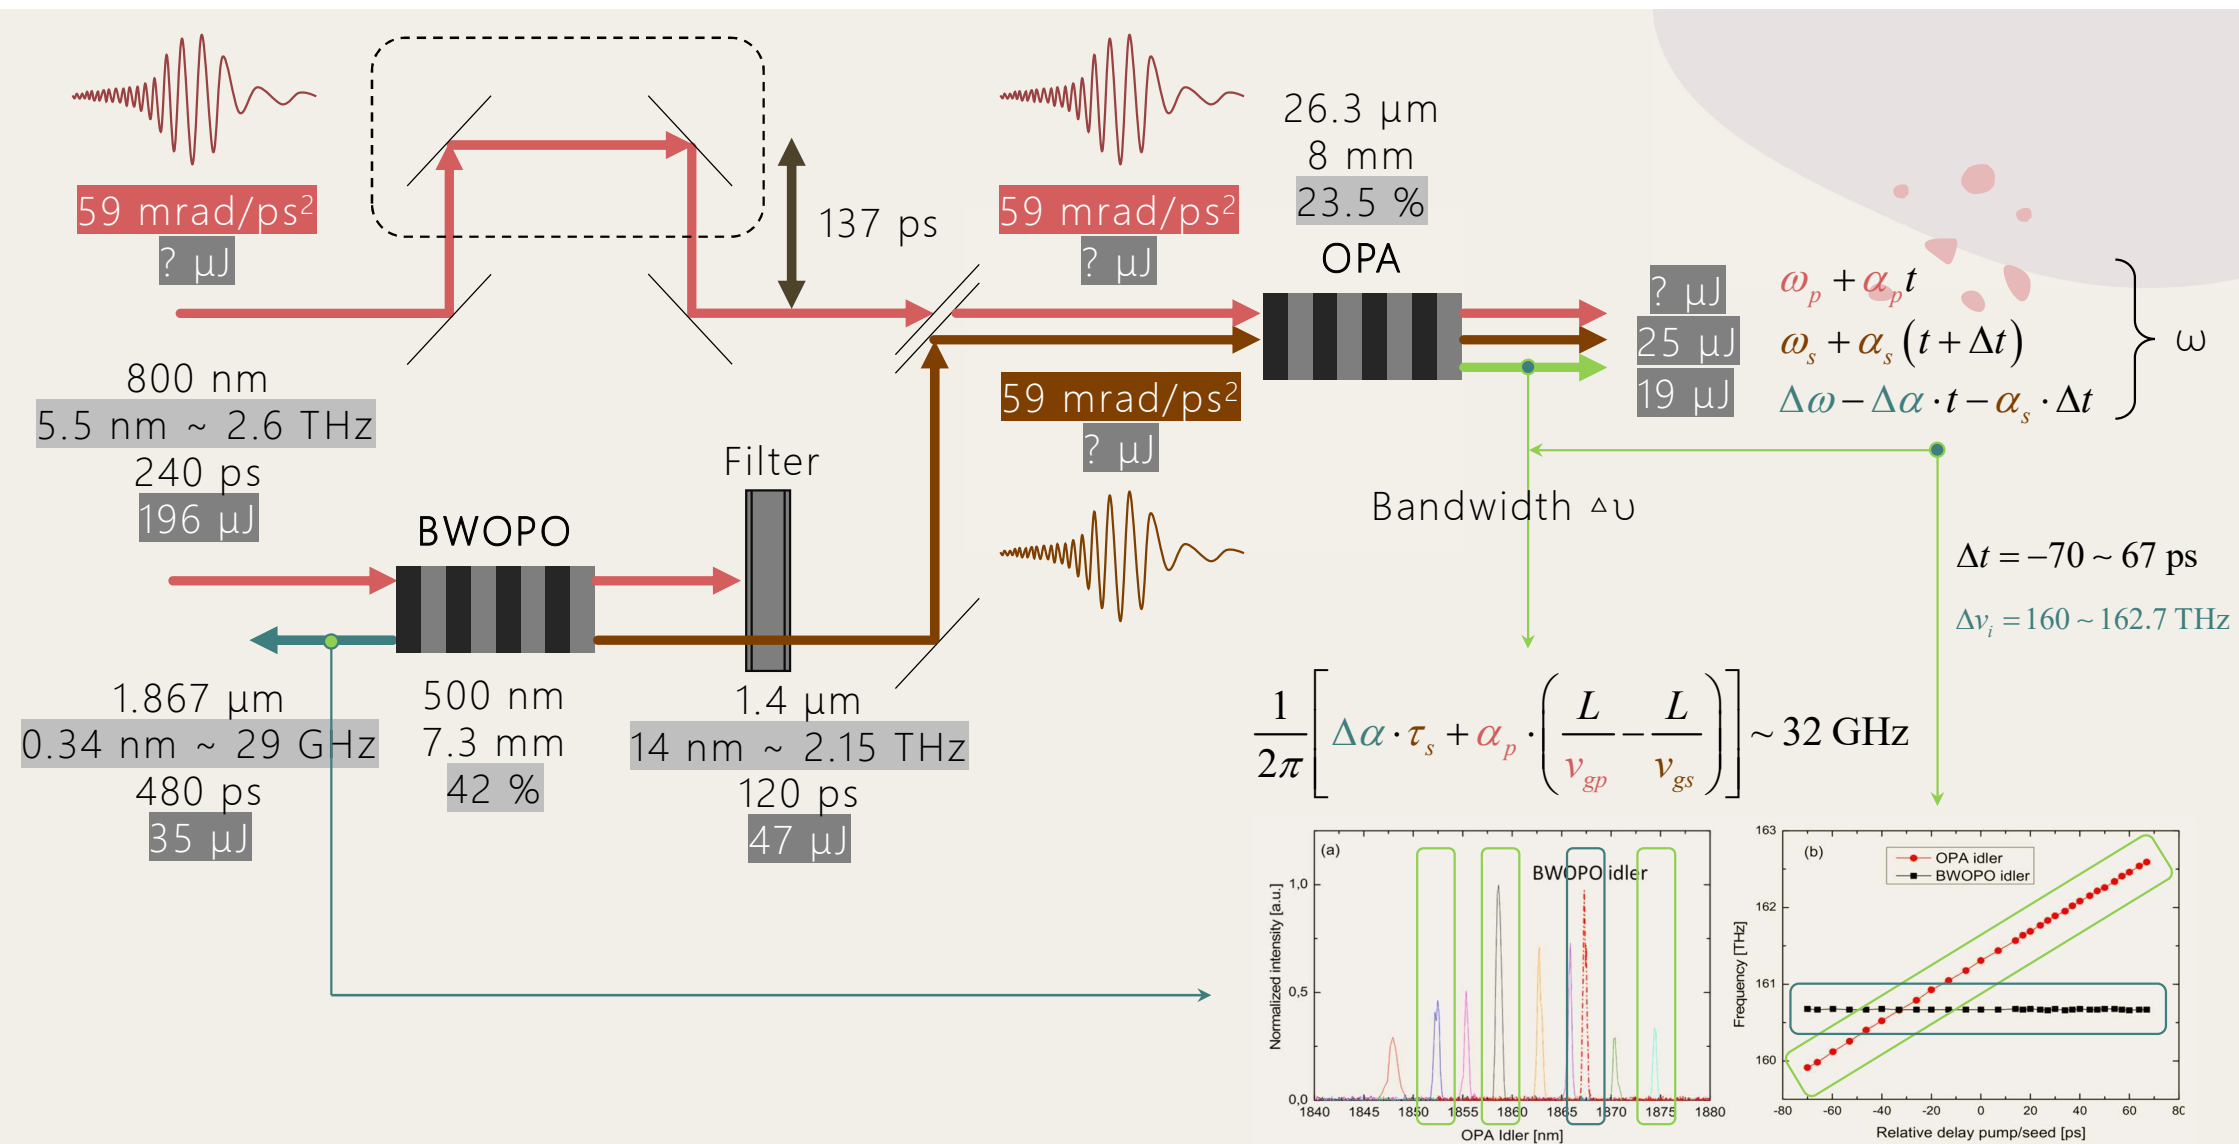 59 mrad/ps²
? μJ
137 ps
59 mrad/ps²
? μJ
26.3 μm
8 mm
23.5 %
OPA
? μJ
25 μJ
19 μJ
ω_p + α_p t
ω_s + α_s (t + Δt)
Δω − Δα · t − α_s · Δt
ω
800 nm
5.5 nm ~ 2.6 THz
240 ps
196 μJ
59 mrad/ps²
? μJ
Filter
BWOPO
Bandwidth △υ
Δt = −70 ~ 67 ps
Δv_i = 160 ~ 162.7 THz
1.867 μm
0.34 nm ~ 29 GHz
480 ps
35 μJ
500 nm
7.3 mm
42 %
1.4 μm
14 nm ~ 2.15 THz
120 ps
47 μJ
1/2π [Δα · τ_s + α_p · (L/v_gp − L/v_gs)] ~ 32 GHz
(a)
BWOPO idler
Normalized intensity [a.u.]
1,0
0,5
0,0
1840 1845 1850 1855 1860 1865 1870 1875 1880
OPA Idler [nm]
(b)
OPA idler
BWOPO idler
Frequency [THz]
163
162
161
160
-80 -60 -40 -20 0 20 40 60 80
Relative delay pump/seed [ps]